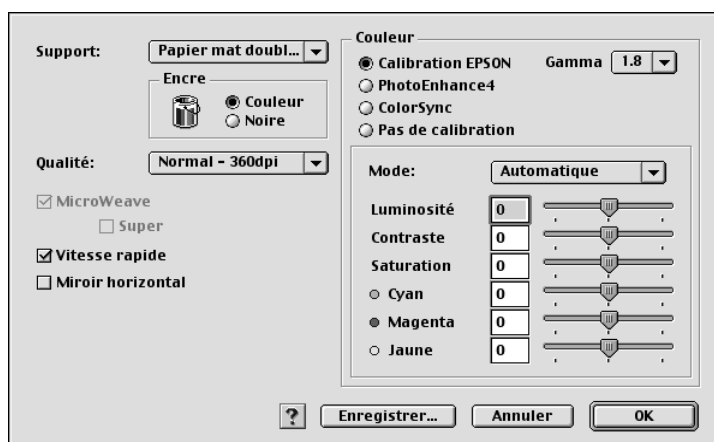 Support: Papier mat doubl...
Encre
Couleur
Noire
Qualité: Normal - 360dpi
MicroWeave
Super
Vitesse rapide
Miroir horizontal
Couleur
Calibration EPSON Gamma 1.8
PhotoEnhance4
ColorSync
Pas de calibration
Mode: Automatique
Luminosité 0
Contraste 0
Saturation 0
Cyan 0
Magenta 0
Jaune 0
? Enregistrer... Annuler OK